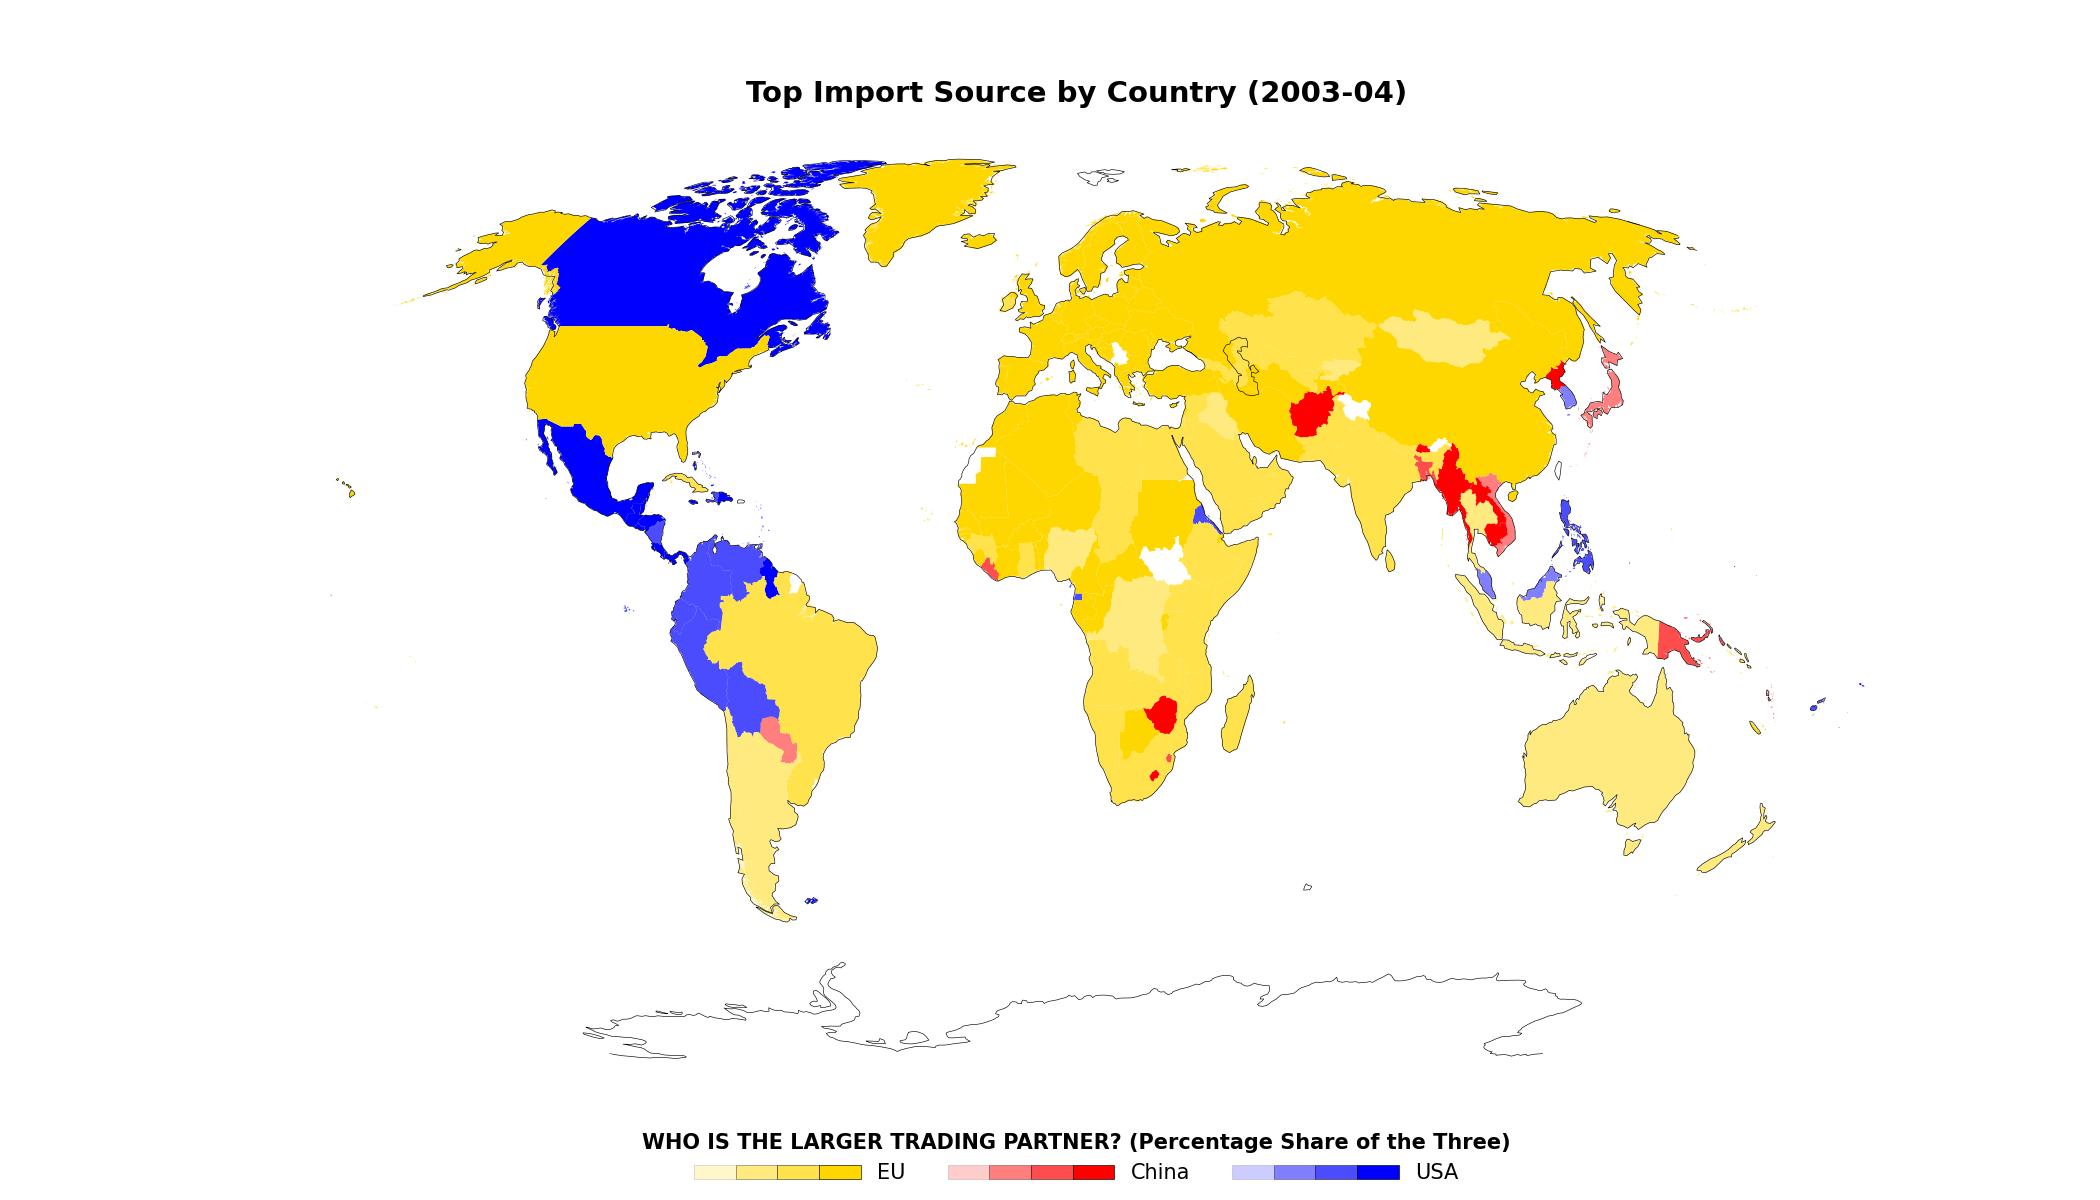 Top Import Source by Country (2003-04)
WHO IS THE LARGER TRADING PARTNER? (Percentage Share of the Three)
EU China USA